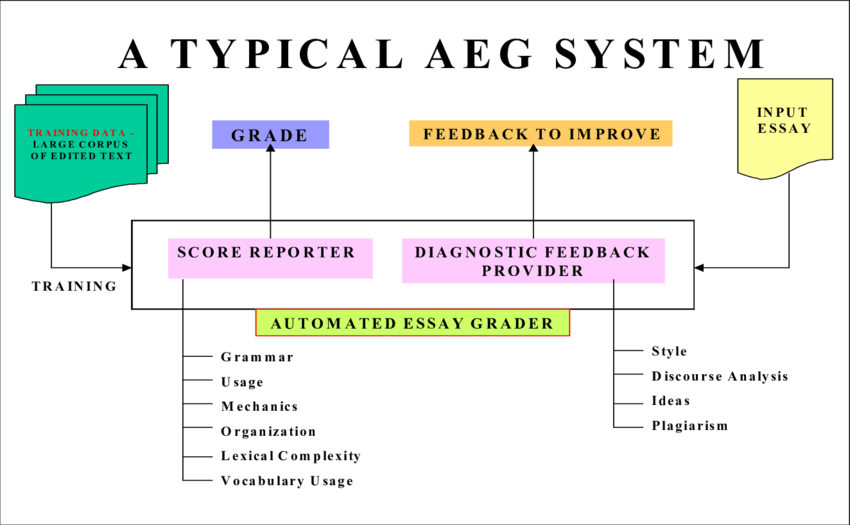 A TYPICAL AEG SYSTEM
TRAINING DATA -
LARGE CORPUS
OF EDITED TEXT
GRADE
FEEDBACK TO IMPROVE
INPUT
ESSAY
SCORE REPORTER
DIAGNOSTIC FEEDBACK
PROVIDER
TRAINING
AUTOMATED ESSAY GRADER
Grammar
Usage
Mechanics
Organization
Lexical Complexity
Vocabulary Usage
Style
Discourse Analysis
Ideas
Plagiarism